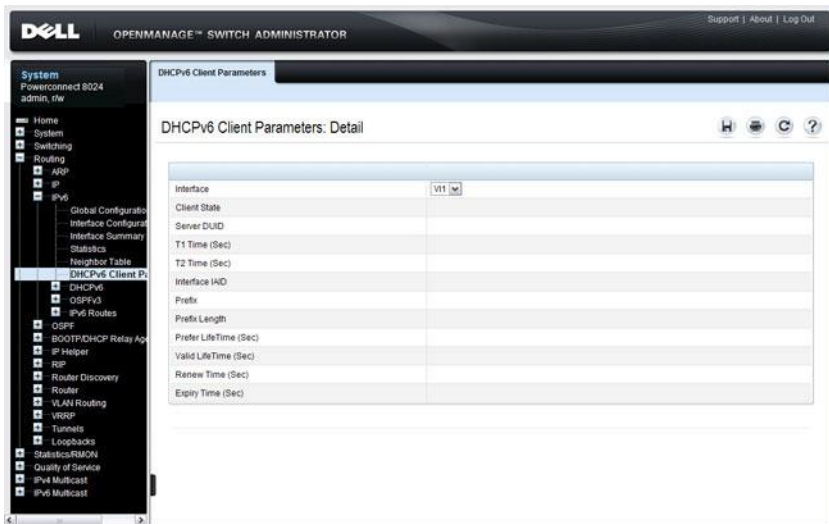 Support | About | Log Out
DELL OPENMANAGE™ SWITCH ADMINISTRATOR
System
Powerconnect 8024
admin, r/w
DHCPv6 Client Parameters
Home
System
Switching
Routing
ARP
IP
IPv6
Global Configuratio
Interface Configurat
Interface Summary
Statistics
Neighbor Table
DHCPv6 Client Pa
DHCPv6
OSPFv3
IPv6 Routes
OSPF
BOOTP/DHCP Relay Age
IP Helper
RIP
Router Discovery
Router
VLAN Routing
VRRP
Tunnels
Loopbacks
Statistics/RMON
Quality of Service
IPv4 Multicast
IPv6 Multicast
DHCPv6 Client Parameters: Detail
Interface Vl1
Client State
Server DUID
T1 Time (Sec)
T2 Time (Sec)
Interface IAID
Prefix
Prefix Length
Prefer LifeTime (Sec)
Valid LifeTime (Sec)
Renew Time (Sec)
Expiry Time (Sec)